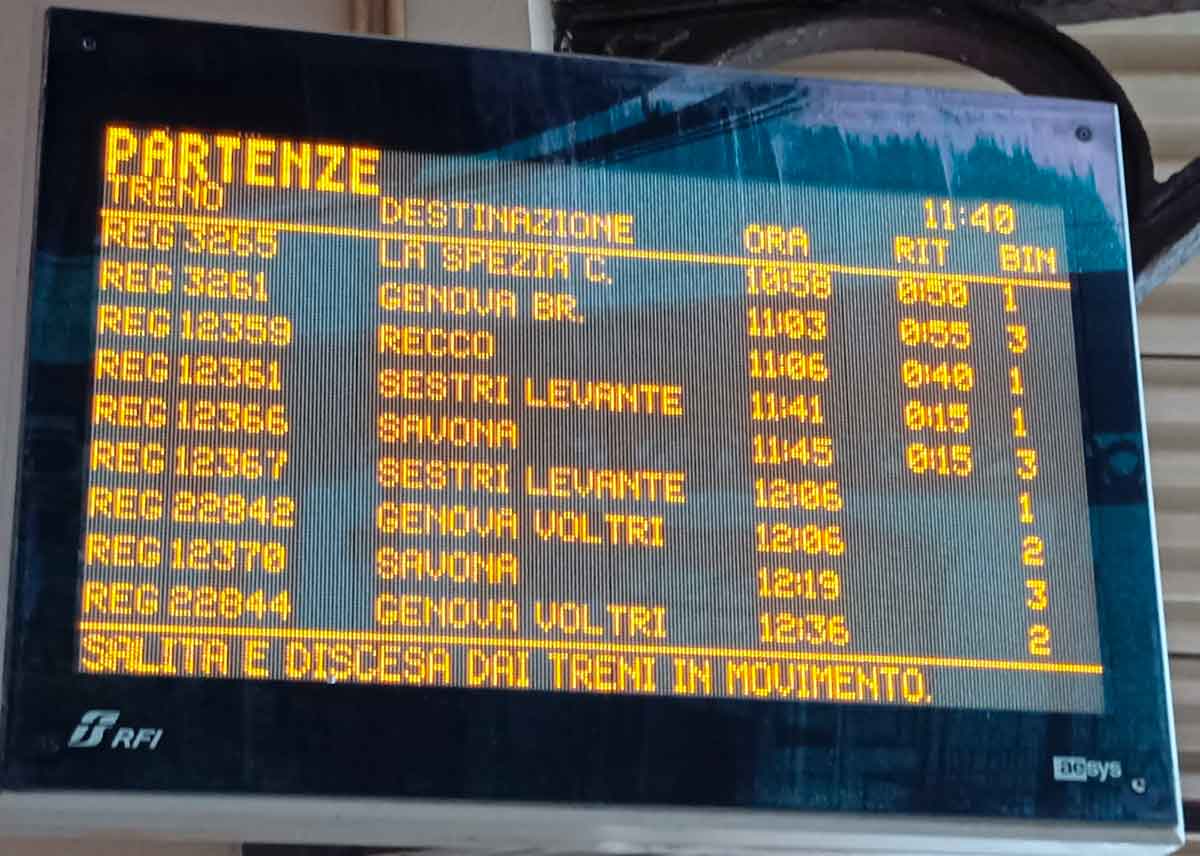 PARTENZE
11:40
TRENO DESTINAZIONE ORA RIT BIN
REG 3265 LA SPEZIA C. 10:58 0:50 1
REG 3261 GENOVA BR. 11:03 0:55 3
REG 12359 RECCO 11:06 0:40 1
REG 12361 SESTRI LEVANTE 11:41 0:15 1
REG 12366 SAVONA 11:45 0:15 3
REG 12367 SESTRI LEVANTE 12:06 1
REG 22842 GENOVA VOLTRI 12:06 2
REG 12370 SAVONA 12:19 3
REG 22844 GENOVA VOLTRI 12:36 2
SALITA E DISCESA DAI TRENI IN MOVIMENTO.
RFI
aesys